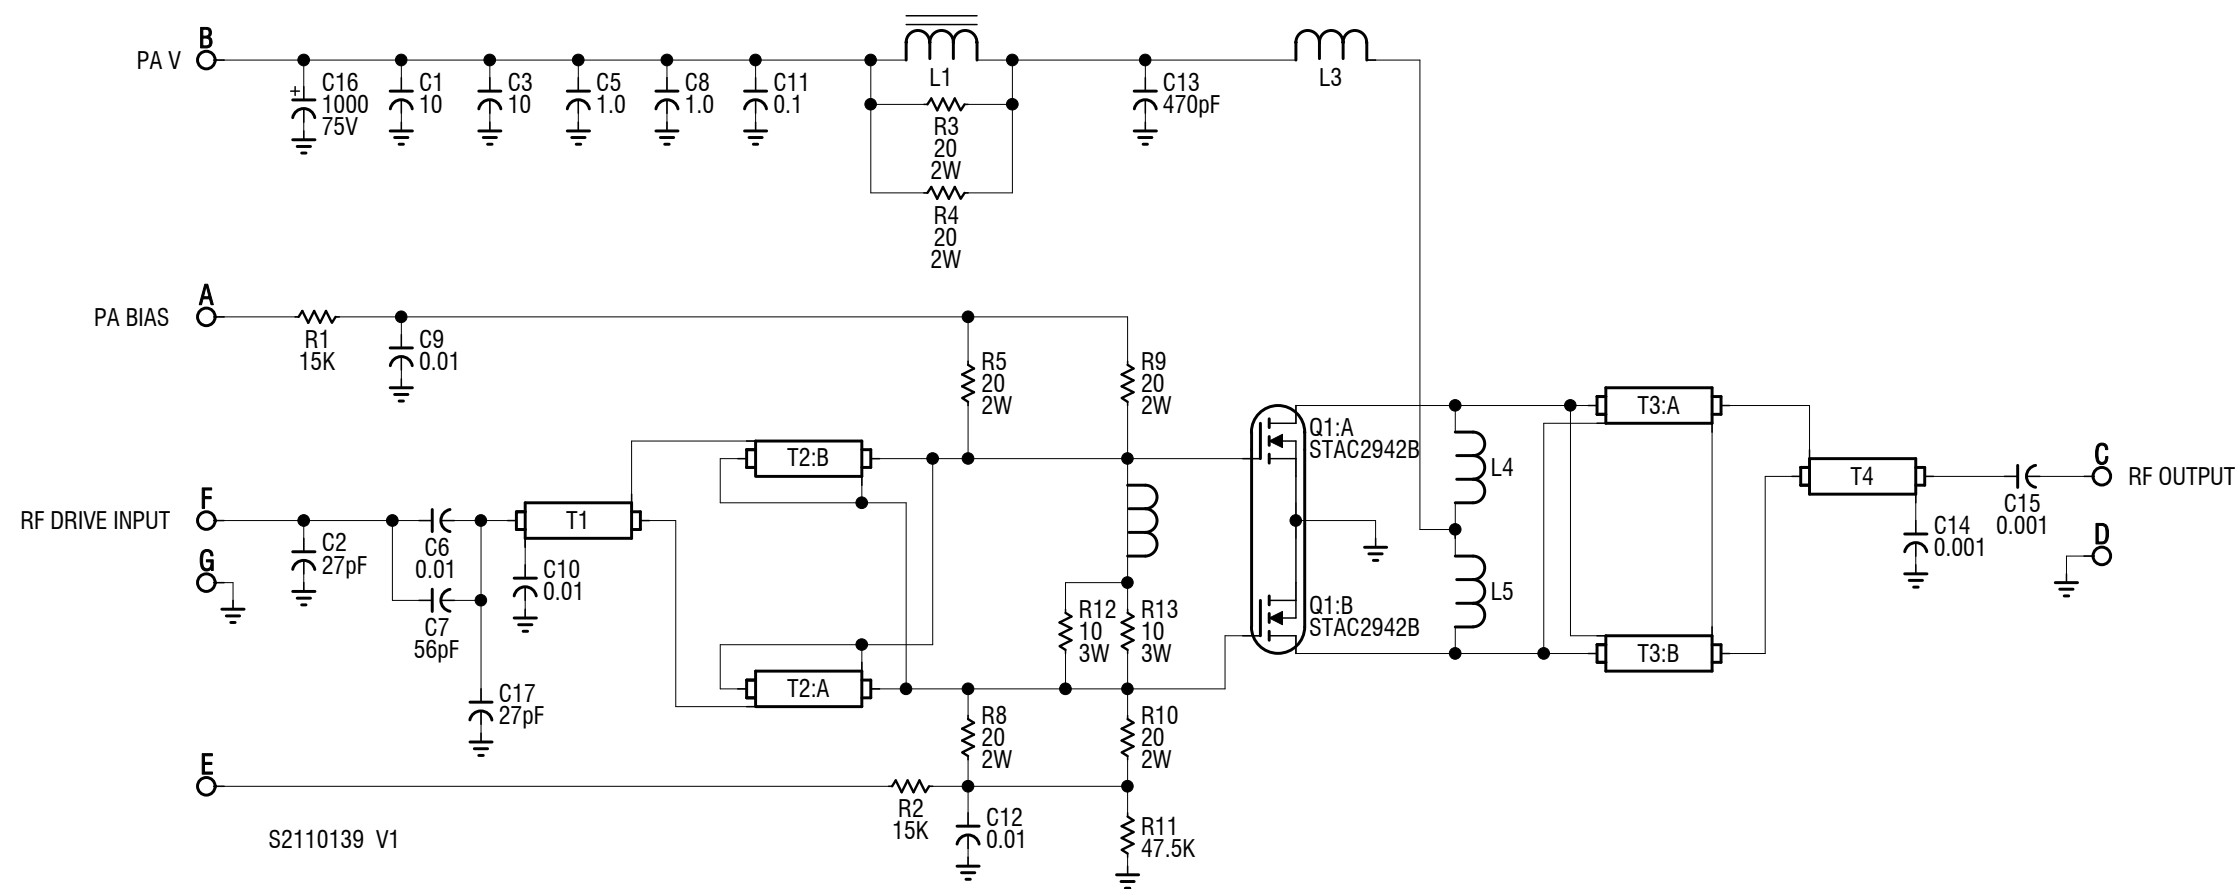 B
PA V
C16
1000
75V
+
C1
10
C3
10
C5
1.0
C8
1.0
C11
0.1
L1
R3
20
2W
R4
20
2W
C13
470pF
L3
A
PA BIAS
R1
15K
C9
0.01
R5
20
2W
R9
20
2W
F
RF DRIVE INPUT
G
C2
27pF
C6
0.01
C7
56pF
C17
27pF
T1
C10
0.01
T2:B
T2:A
R12
10
3W
R13
10
3W
Q1:A
STAC2942B
Q1:B
STAC2942B
L4
L5
T3:A
T3:B
T4
C14
0.001
C15
0.001
C
RF OUTPUT
D
R8
20
2W
R10
20
2W
E
R2
15K
C12
0.01
R11
47.5K
S2110139 V1